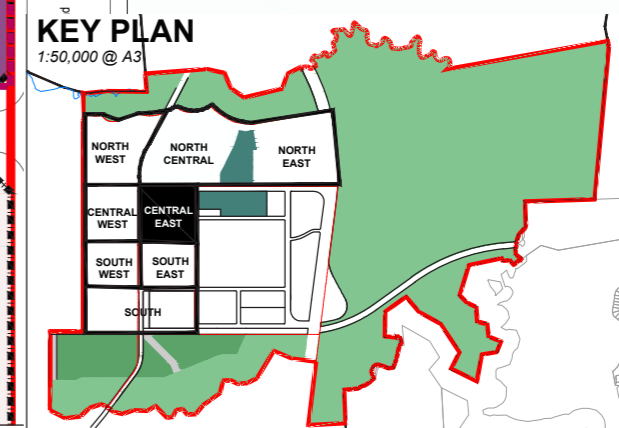 KEY PLAN
1:50,000 @ A3
NORTH
WEST
NORTH
CENTRAL
NORTH
EAST
CENTRAL
WEST
CENTRAL
EAST
SOUTH
WEST
SOUTH
EAST
SOUTH